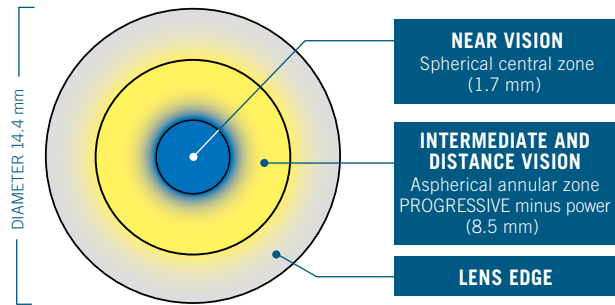 DIAMETER 14.4 mm
NEAR VISION
Spherical central zone
(1.7 mm)
INTERMEDIATE AND
DISTANCE VISION
Aspherical annular zone
PROGRESSIVE minus power
(8.5 mm)
LENS EDGE